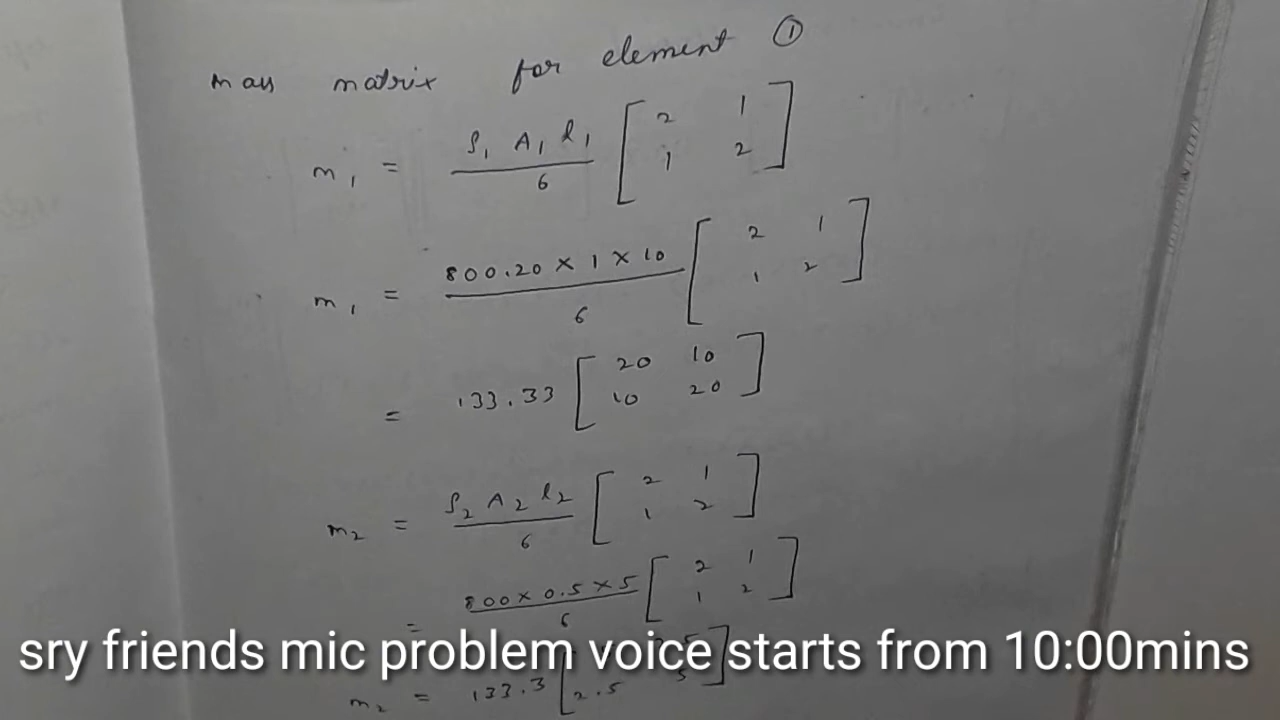 mass matrix for element ①
m₁ = ρ₁ A₁ l₁ / 6 [ 2 1 ; 1 2 ]
m₁ = 800.20 × 1 × 10 / 6 [ 2 1 ; 1 2 ]
= 133.33 [ 20 10 ; 10 20 ]
m₂ = ρ₂ A₂ l₂ / 6 [ 2 1 ; 1 2 ]
= 800 × 0.5 × 5 / 6 [ 2 1 ; 1 2 ]
sry friends mic problem voice starts from 10:00mins
m₂ = 133.3 [ 2.5 5 ]